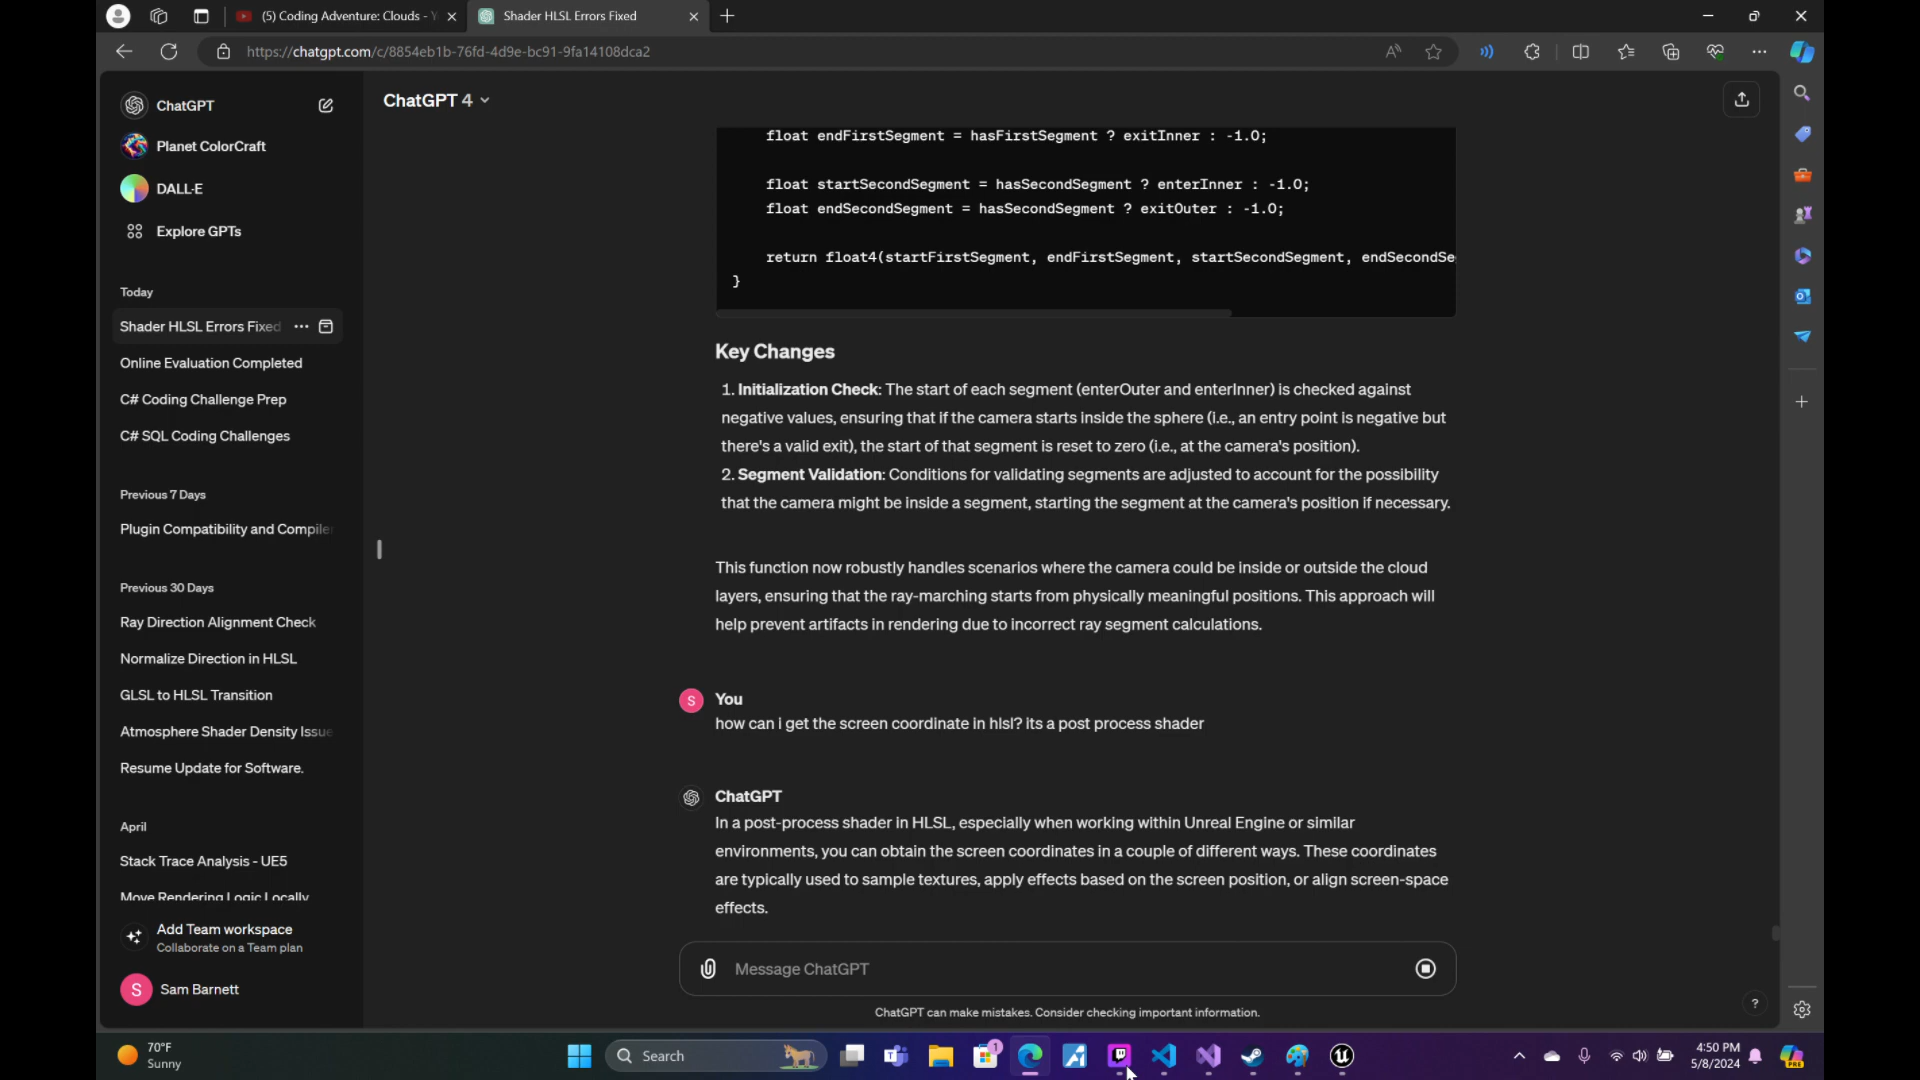 (5) Coding Adventure: Clouds -
Shader HLSL Errors Fixed
https://chatgpt.com/c/8854eb1b-76fd-4d9e-bc91-9fa14108dca2
ChatGPT
Planet ColorCraft
DALL·E
Explore GPTs
Today
Shader HLSL Errors Fixed
Online Evaluation Completed
C# Coding Challenge Prep
C# SQL Coding Challenges
Previous 7 Days
Plugin Compatibility and Compile
Previous 30 Days
Ray Direction Alignment Check
Normalize Direction in HLSL
GLSL to HLSL Transition
Atmosphere Shader Density Issue
Resume Update for Software.
April
Stack Trace Analysis - UE5
Move Rendering Logic Locally
Add Team workspace
Collaborate on a Team plan
S
Sam Barnett
ChatGPT 4
float endFirstSegment = hasFirstSegment ? exitInner : -1.0;
float startSecondSegment = hasSecondSegment ? enterInner : -1.0;
float endSecondSegment = hasSecondSegment ? exitOuter : -1.0;
return float4(startFirstSegment, endFirstSegment, startSecondSegment, endSecondSe
}
Key Changes
1. Initialization Check: The start of each segment (enterOuter and enterInner) is checked against
negative values, ensuring that if the camera starts inside the sphere (i.e., an entry point is negative but
there's a valid exit), the start of that segment is reset to zero (i.e., at the camera's position).
2. Segment Validation: Conditions for validating segments are adjusted to account for the possibility
that the camera might be inside a segment, starting the segment at the camera's position if necessary.
This function now robustly handles scenarios where the camera could be inside or outside the cloud
layers, ensuring that the ray-marching starts from physically meaningful positions. This approach will
help prevent artifacts in rendering due to incorrect ray segment calculations.
S
You
how can i get the screen coordinate in hlsl? its a post process shader
ChatGPT
In a post-process shader in HLSL, especially when working within Unreal Engine or similar
environments, you can obtain the screen coordinates in a couple of different ways. These coordinates
are typically used to sample textures, apply effects based on the screen position, or align screen-space
effects.
Message ChatGPT
ChatGPT can make mistakes. Consider checking important information.
?
70°F
Sunny
Search
1
4:50 PM
5/8/2024
PRE